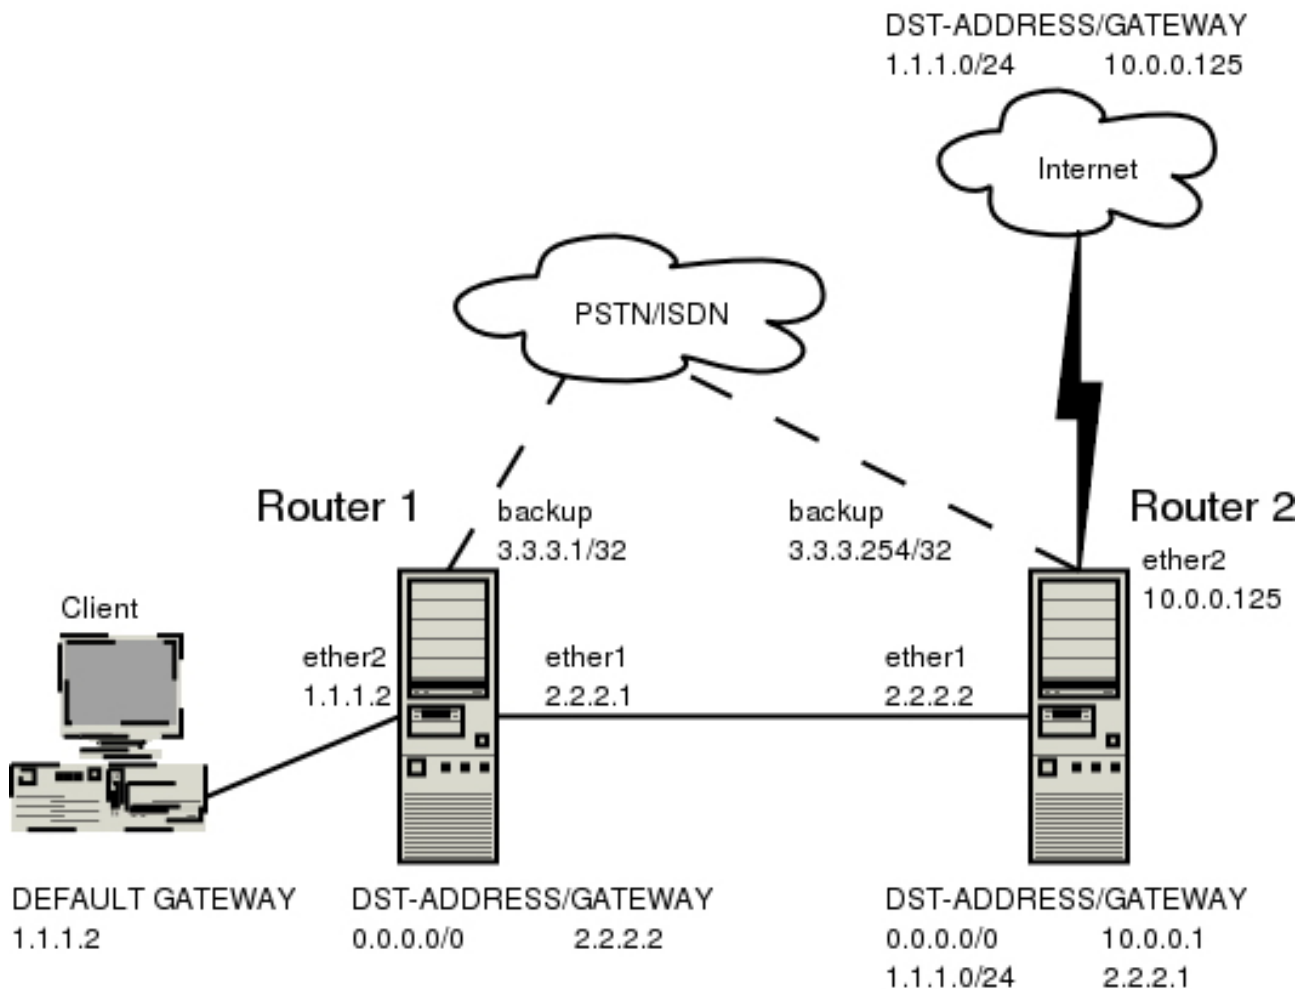 DST-ADDRESS/GATEWAY
1.1.1.0/24 10.0.0.125
Internet
PSTN/ISDN
Router 1
backup
3.3.3.1/32
backup
3.3.3.254/32
Router 2
ether2
10.0.0.125
Client
ether2
1.1.1.2
ether1
2.2.2.1
ether1
2.2.2.2
DEFAULT GATEWAY
1.1.1.2
DST-ADDRESS/GATEWAY
0.0.0.0/0 2.2.2.2
DST-ADDRESS/GATEWAY
0.0.0.0/0 10.0.0.1
1.1.1.0/24 2.2.2.1